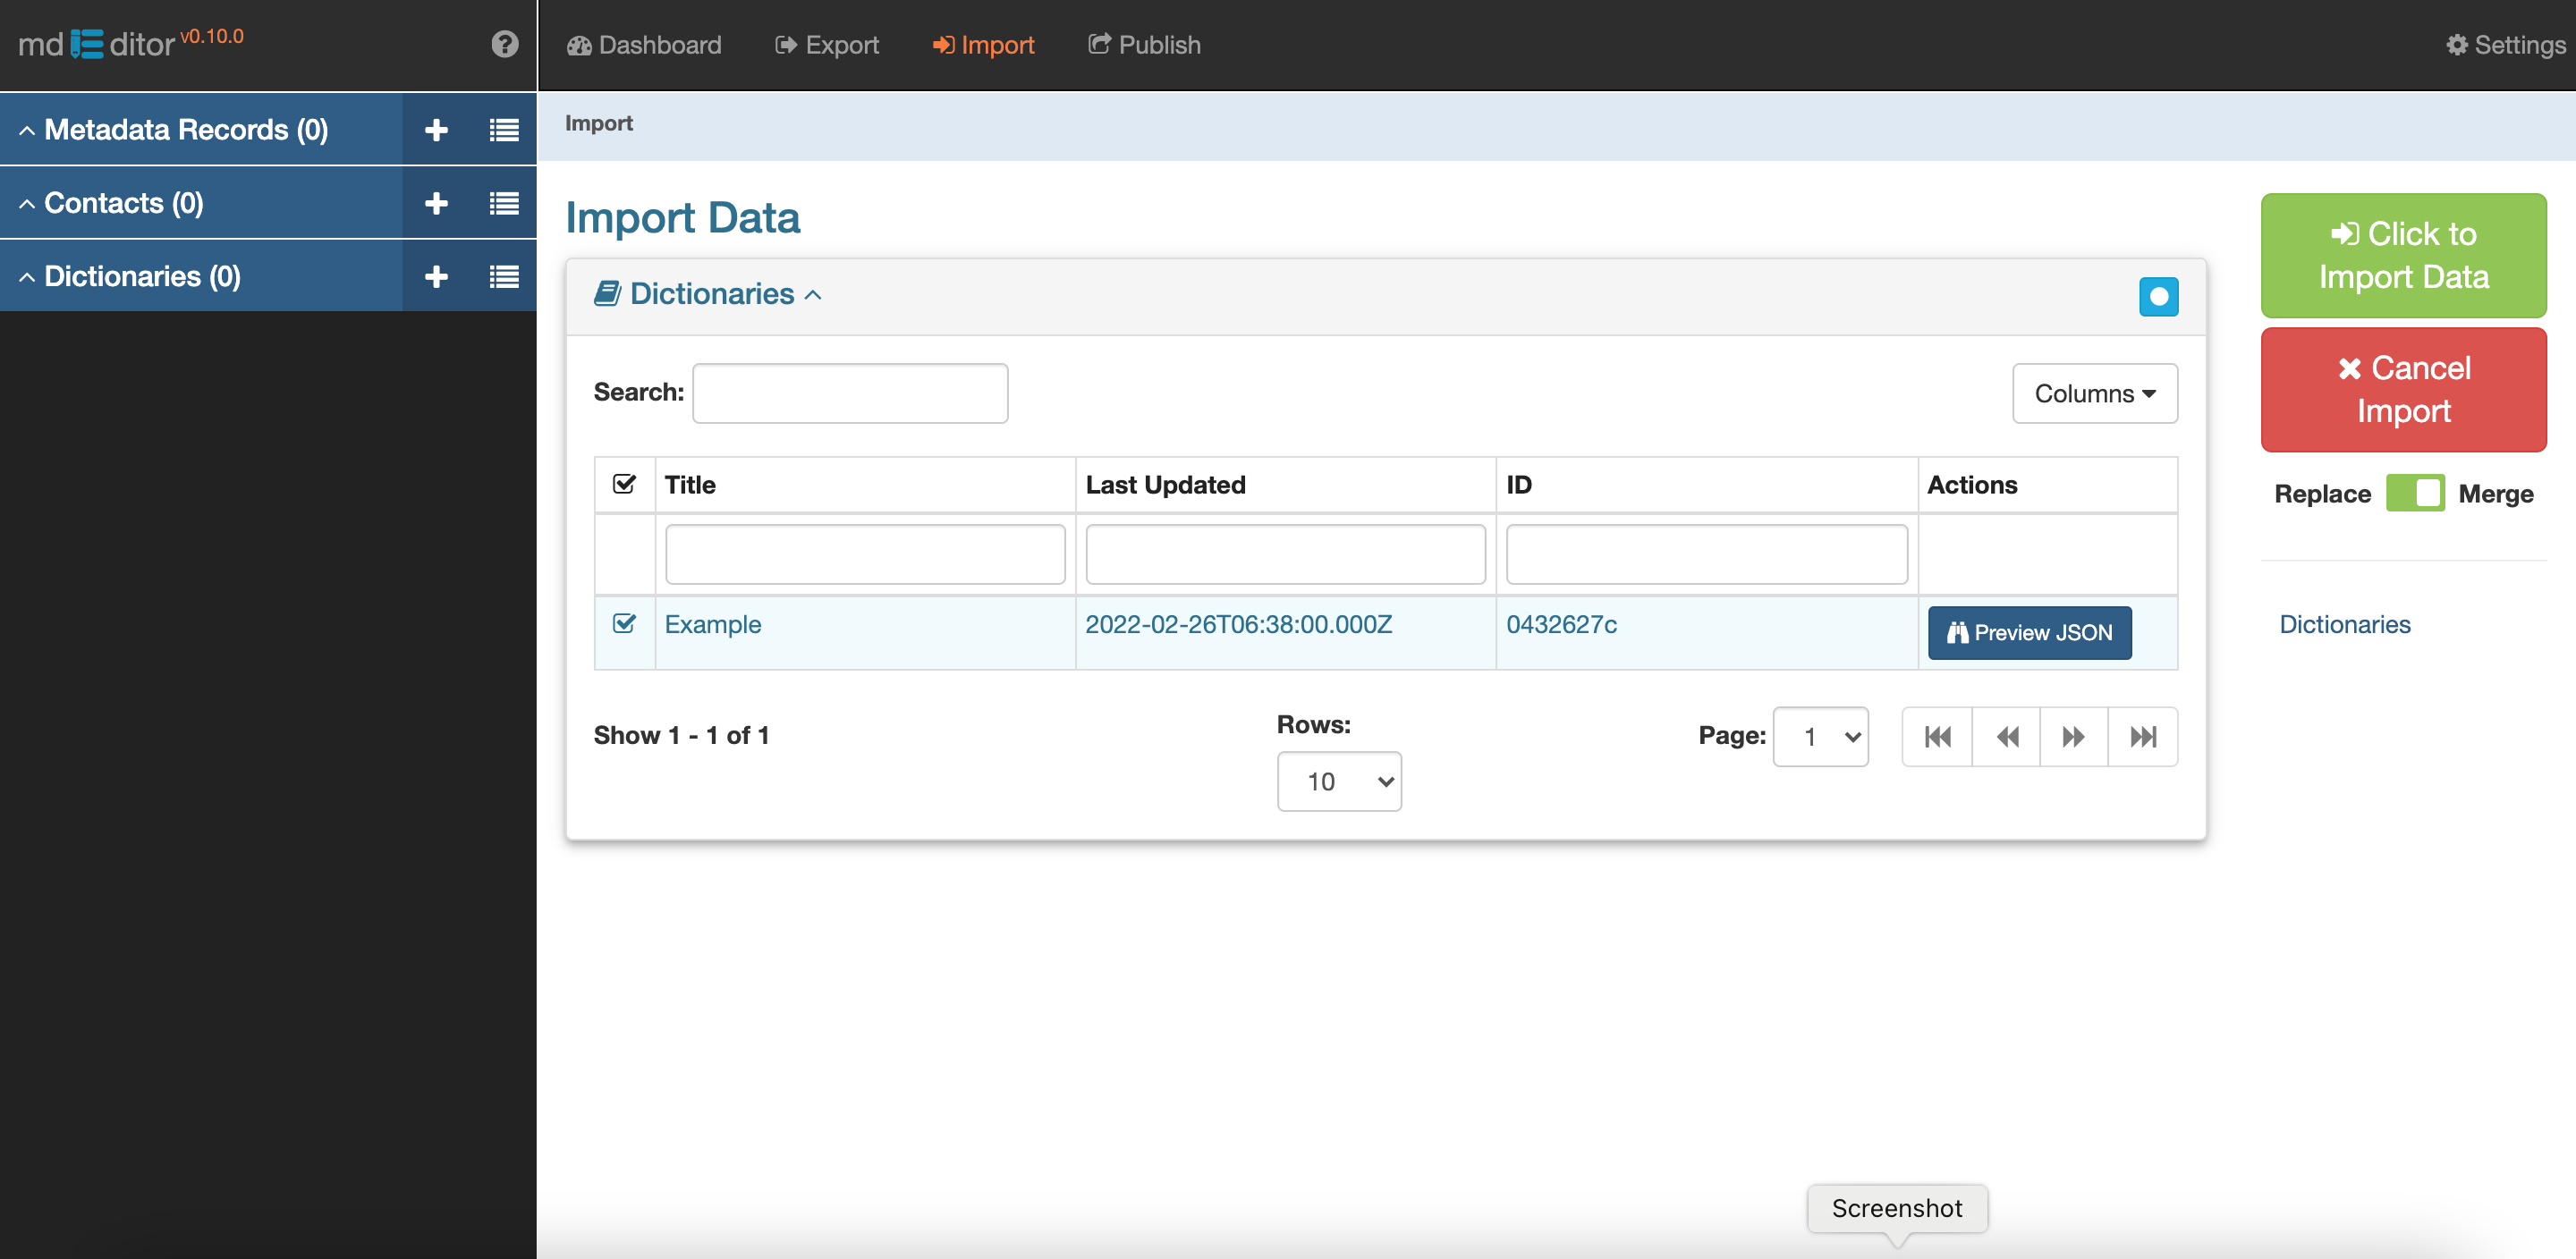 mdEditor v0.10.0
Dashboard
Export
Import
Publish
Settings
Metadata Records (0)
Contacts (0)
Dictionaries (0)
Import
Import Data
Dictionaries
Search:
Columns
Title Last Updated ID Actions
Example 2022-02-26T06:38:00.000Z 0432627c Preview JSON
Show 1 - 1 of 1
Rows:
10
Page: 1
Click to
Import Data
Cancel
Import
Replace Merge
Dictionaries
Screenshot